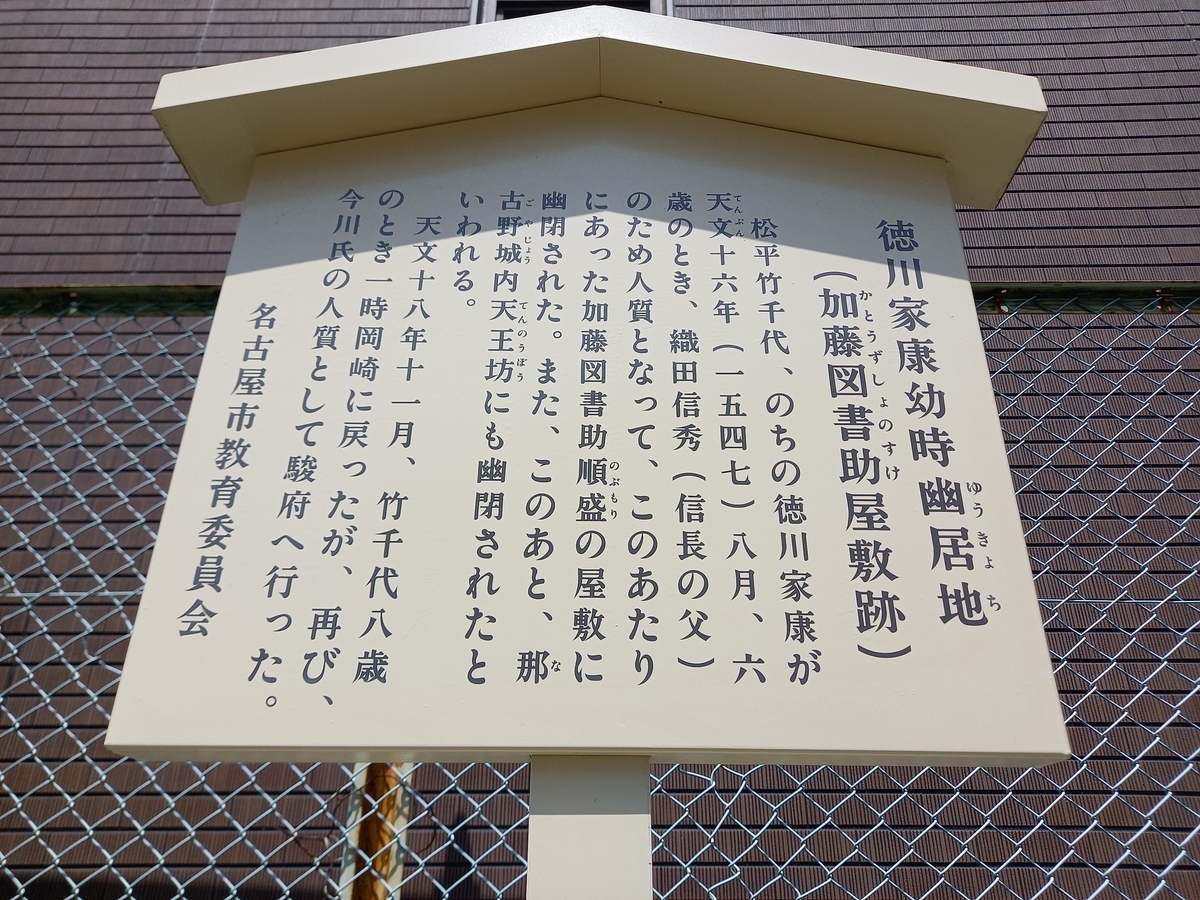 徳川家康幼時幽居地
(加藤図書助屋敷跡)
松平竹千代、のちの徳川家康が
天文十六年(一五四七)八月、六
歳のとき、織田信秀(信長の父)
のため人質となって、このあたり
にあった加藤図書助順盛の屋敷に
幽閉された。また、このあと、那
古野城内天王坊にも幽閉されたと
いわれる。
天文十八年十一月、竹千代八歳
のとき一時岡崎に戻ったが、再び、
今川氏の人質として駿府へ行った。
名古屋市教育委員会